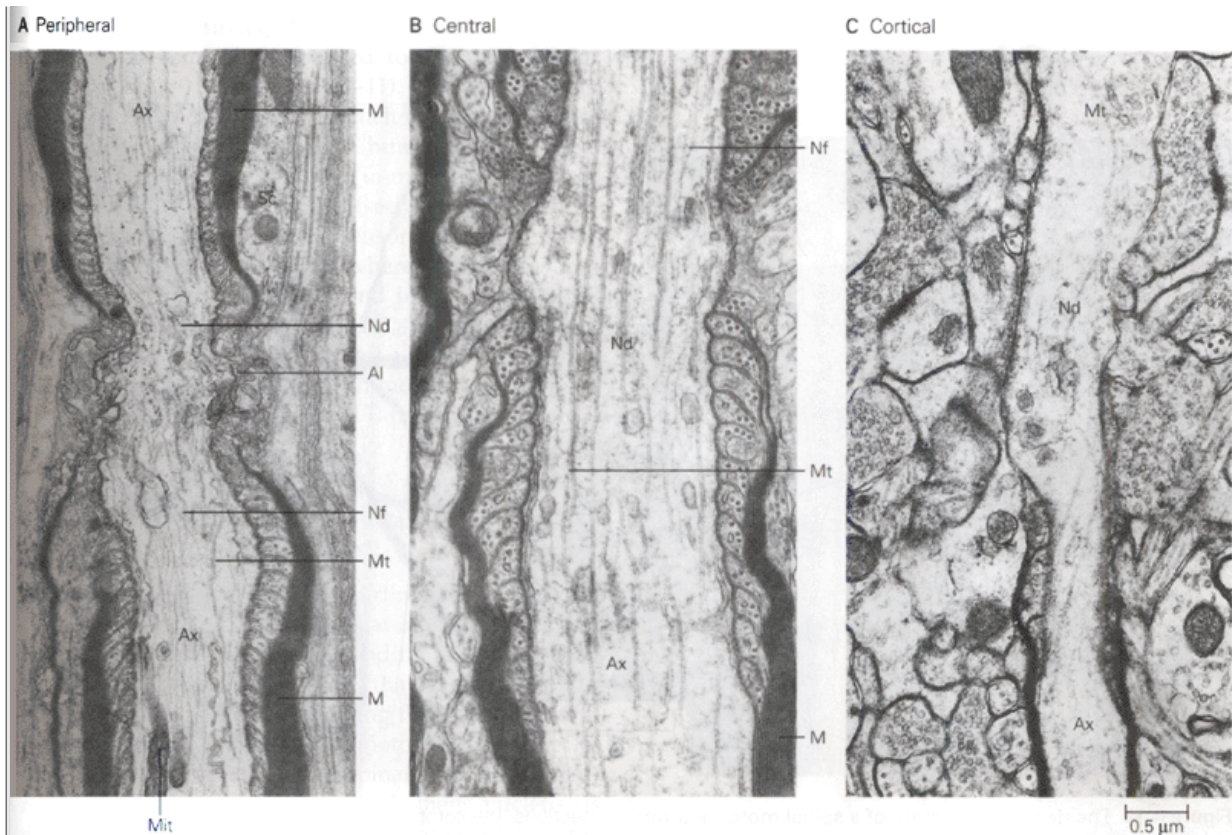 A Peripheral
Ax
M
Sc
Nd
Al
Nf
Mt
Ax
M
Mit
B Central
Nf
Nd
Mt
Ax
M
C Cortical
Mt
Nd
Ax
0.5 μm